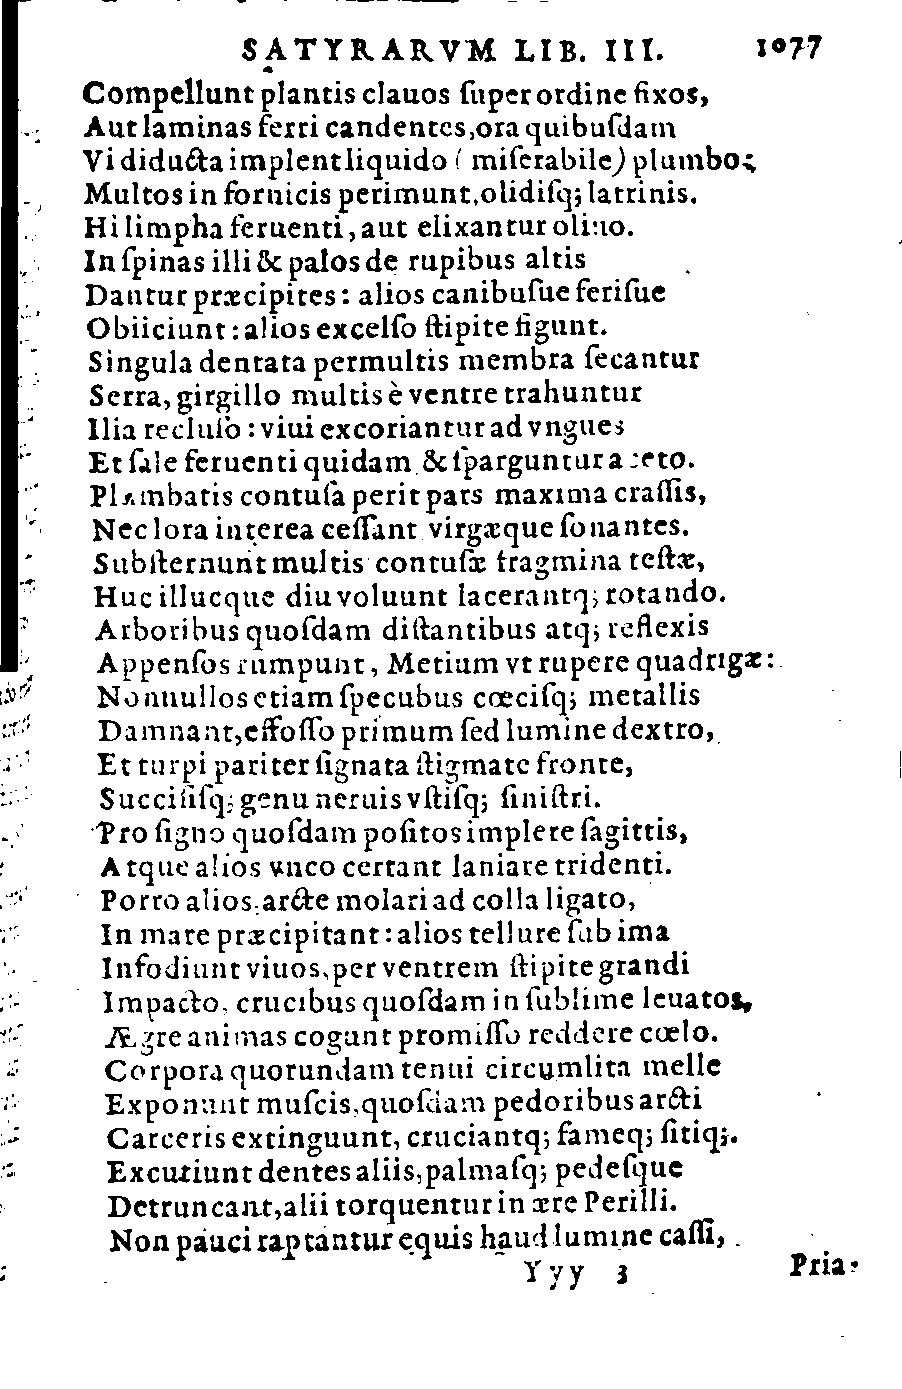 SATYRARVM LIB. III. 1077
Compellunt plantis clauos ſuper ordine fixos,
Aut laminas ferri candentes, ora quibuſdam
Vi diducta implent liquido (miſerabile) plumbo:
Multos in fornicis perimunt, olidiſq; latrinis.
Hi limpha feruenti, aut elixantur oliuo.
In ſpinas illi & palos de rupibus altis
Dantur præcipites: alios canibuſue feriſue
Obiiciunt: alios excelſo ſtipite figunt.
Singula dentata permultis membra ſecantur
Serra, girgillo multis è ventre trahuntur
Ilia recluſo: viui excoriantur ad vngues
Et ſale feruenti quidam & ſparguntur aceto.
Plumbatis contuſa perit pars maxima craſſis,
Nec lora interea ceſſant virgæque ſonantes.
Subſternunt multis contuſæ fragmina teſtæ,
Huc illucque diu voluunt lacerantq; rotando.
Arboribus quoſdam diſtantibus atq; reflexis
Appenſos rumpunt, Metium vt rupere quadrigæ:
Nonnullos etiam ſpecubus cœciſq; metallis
Damnant, effoſſo primum ſed lumine dextro,
Et turpi pariter ſignata ſtigmate fronte,
Succiſiſq; genu neruis vſtiſq; ſiniſtri.
Pro ſigno quoſdam poſitos implere ſagittis,
Atque alios vnco certant laniare tridenti.
Porro alios arcte molari ad colla ligato,
In mare præcipitant: alios tellure ſub ima
Infodiunt viuos, per ventrem ſtipite grandi
Impacto, crucibus quoſdam in ſublime leuatos,
Ægre animas cogunt promiſſo reddere cœlo.
Corpora quorundam tenui circumlita melle
Exponunt muſcis, quoſdam pedoribus arcti
Carceris extinguunt, cruciantq; fameq; ſitiq;.
Excutiunt dentes aliis, palmaſq; pedeſque
Detruncant, alii torquentur in ære Perilli.
Non pauci raptantur equis haud lumine caſſi,
Yyy 3 Pria-